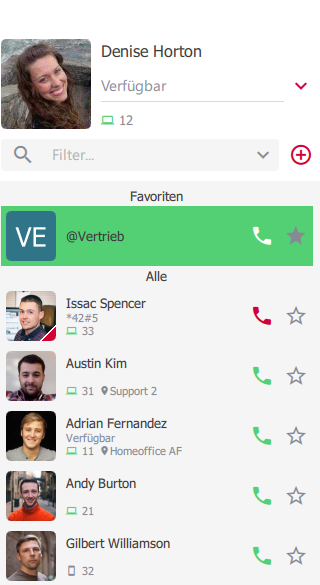 Denise Horton
Verfügbar
12
Filter...
Favoriten
VE
@Vertrieb
Alle
Issac Spencer
*42#5
33
Austin Kim
31 Support 2
Adrian Fernandez
Verfügbar
11 Homeoffice AF
Andy Burton
21
Gilbert Williamson
32